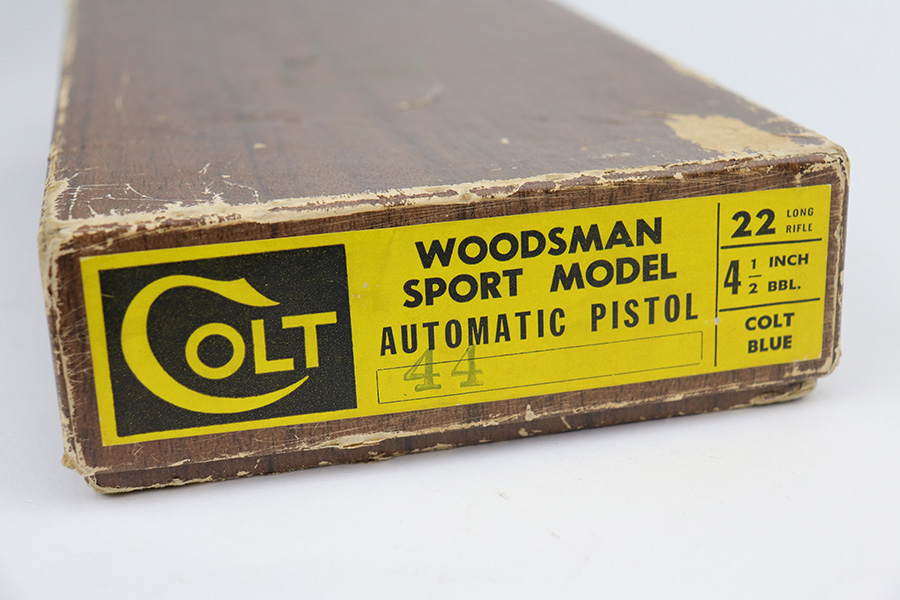 COLT
WOODSMAN
SPORT MODEL
AUTOMATIC PISTOL
44
22 LONG RIFLE
4 1/2 INCH BBL.
COLT
BLUE